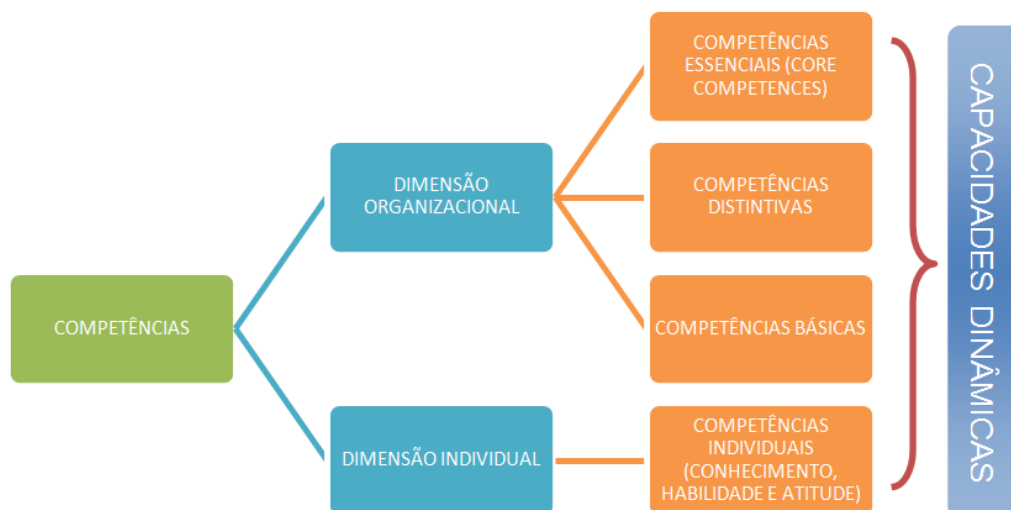 COMPETÊNCIAS
DIMENSÃO
ORGANIZACIONAL
DIMENSÃO INDIVIDUAL
COMPETÊNCIAS
ESSENCIAIS (CORE
COMPETENCES)
COMPETÊNCIAS
DISTINTIVAS
COMPETÊNCIAS BÁSICAS
COMPETÊNCIAS
INDIVIDUAIS
(CONHECIMENTO,
HABILIDADE E ATITUDE)
CAPACIDADES DINÂMICAS